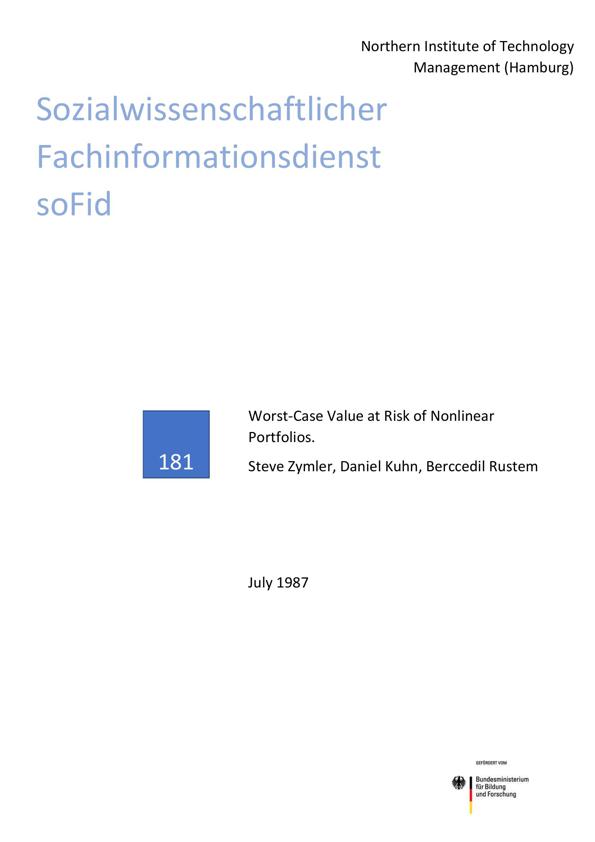 Northern Institute of Technology
Management (Hamburg)
Sozialwissenschaftlicher
Fachinformationsdienst
soFid
Worst-Case Value at Risk of Nonlinear
Portfolios.
181
Steve Zymler, Daniel Kuhn, Berccedil Rustem
July 1987
GEFÖRDERT VOM
Bundesministerium
für Bildung
und Forschung